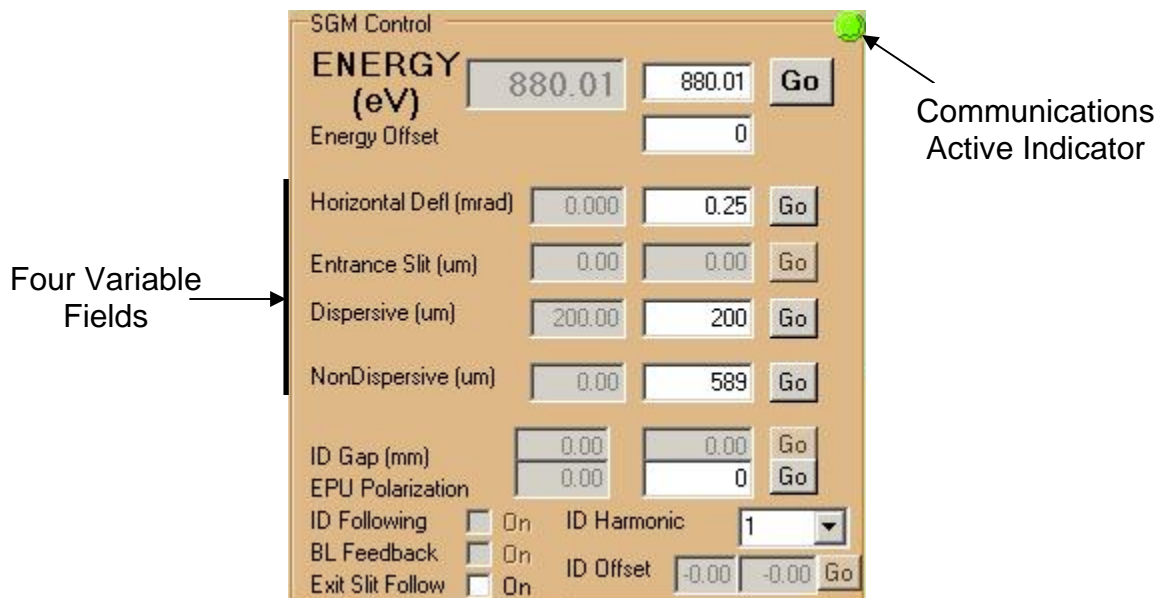 SGM Control
ENERGY
(eV)
880.01
880.01
Go
Communications
Active Indicator
Energy Offset
0
Four Variable
Fields
Horizontal Defl (mrad)
0.000
0.25
Go
Entrance Slit (um)
0.00
0.00
Go
Dispersive (um)
200.00
200
Go
NonDispersive (um)
0.00
589
Go
ID Gap (mm)
0.00
0.00
Go
EPU Polarization
0.00
0
Go
ID Following
On
ID Harmonic
1
BL Feedback
On
ID Offset
-0.00
-0.00
Go
Exit Slit Follow
On